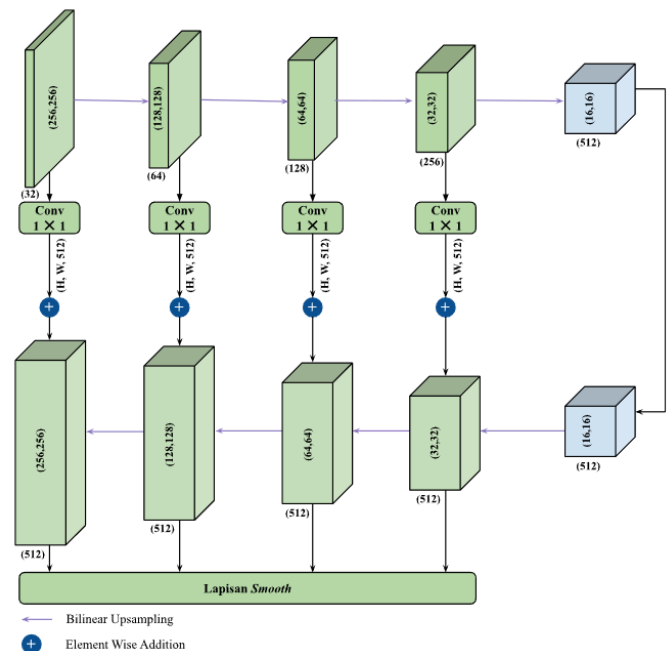 (256,256)
(128,128)
(64,64)
(32,32)
(16,16)
(32)
(64)
(128)
(256)
(512)
Conv
1 × 1
Conv
1 × 1
Conv
1 × 1
Conv
1 × 1
(H, W, 512)
(H, W, 512)
(H, W, 512)
(H, W, 512)
+
+
+
+
(256,256)
(128,128)
(64,64)
(32,32)
(16,16)
(512)
(512)
(512)
(512)
(512)
Lapisan Smooth
Bilinear Upsampling
+ Element Wise Addition